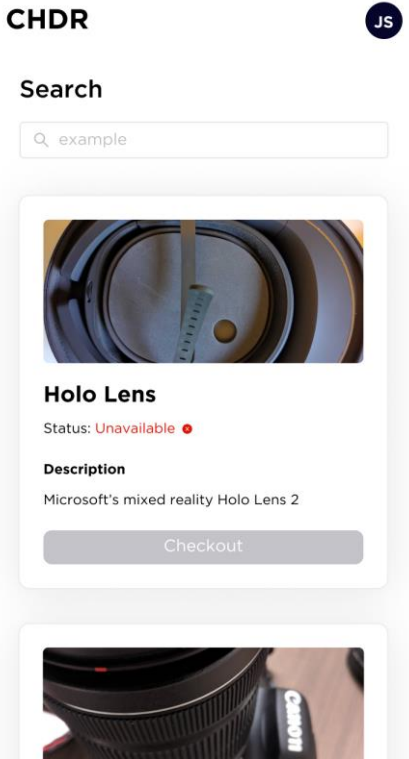 CHDR
JS
Search
example
Holo Lens
Status: Unavailable
Description
Microsoft's mixed reality Holo Lens 2
Checkout
Canon